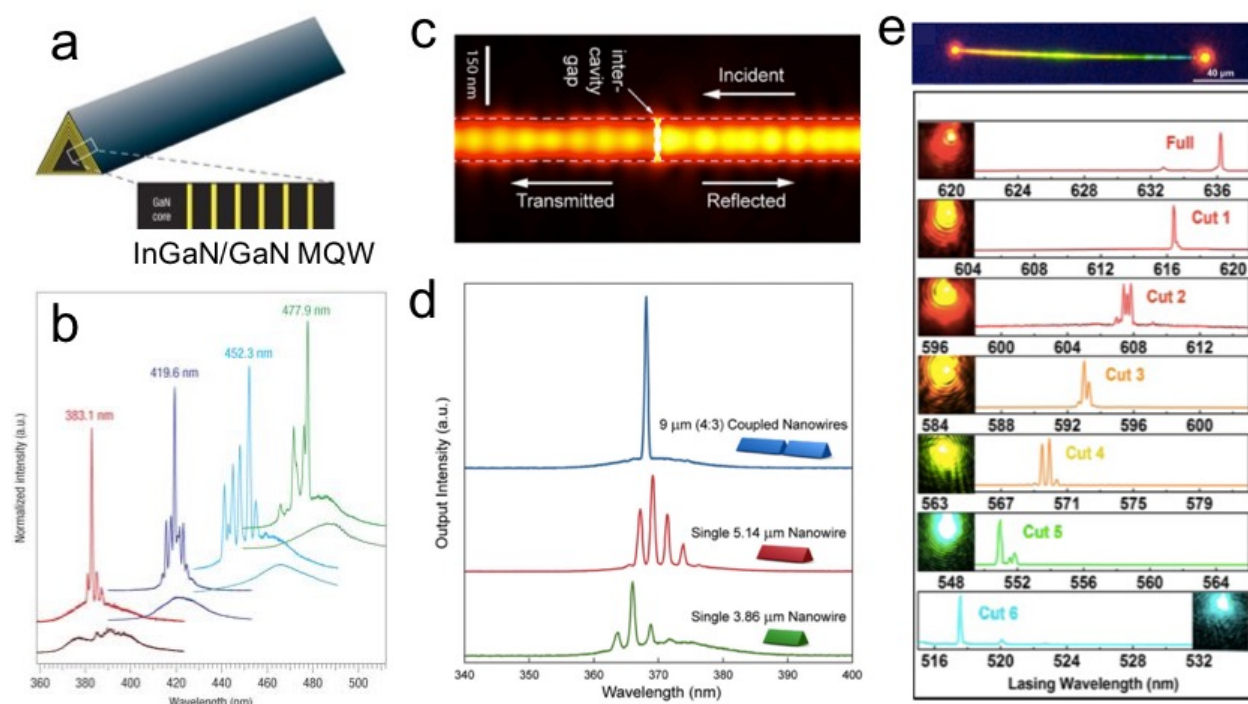 a
GaN
core
InGaN/GaN MQW
b
477.9 nm
452.3 nm
419.6 nm
383.1 nm
Normalized intensity (a.u.)
360 380 400 420 440 460 480 500
Wavelength (nm)
c
150 nm
inter-
cavity
gap
Incident
Transmitted
Reflected
d
9 µm (4:3) Coupled Nanowires
Single 5.14 µm Nanowire
Single 3.86 µm Nanowire
Output Intensity (a.u.)
340 350 360 370 380 390 400
Wavelength (nm)
e
40 µm
Full
620 624 628 632 636
Cut 1
604 608 612 616 620
Cut 2
596 600 604 608 612
Cut 3
584 588 592 596 600
Cut 4
563 567 571 575 579
Cut 5
548 552 556 560 564
Cut 6
516 520 524 528 532
Lasing Wavelength (nm)